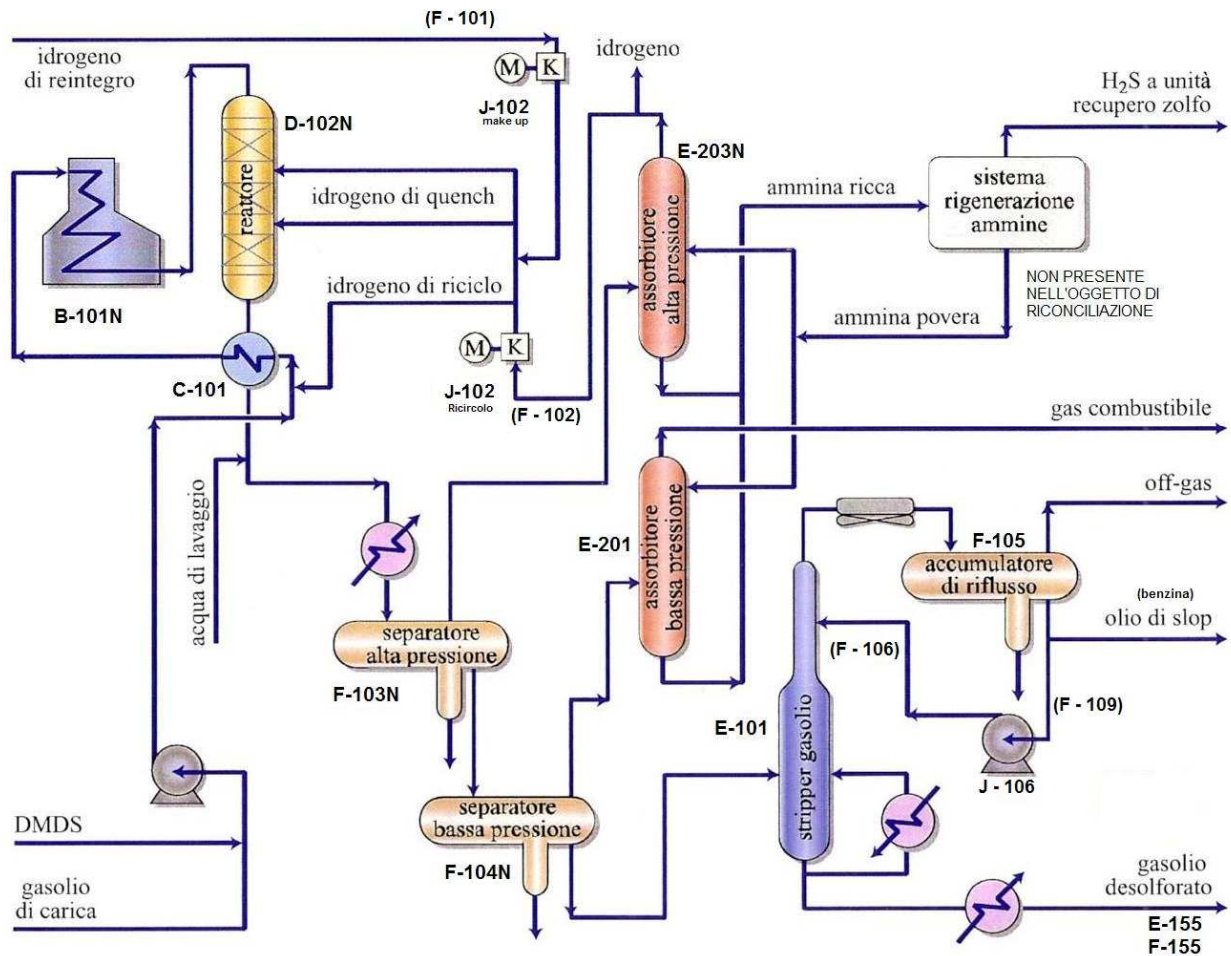 (F - 101)
idrogeno
di reintegro
M
K
J-102
make up
idrogeno
H₂S a unità
recupero zolfo
D-102N
reattore
E-203N
assorbitore
alta pressione
ammina ricca
sistema
rigenerazione
ammine
idrogeno di quench
B-101N
idrogeno di riciclo
NON PRESENTE
NELL'OGGETTO DI
RICONCILIAZIONE
ammina povera
M
K
J-102
Ricircolo
(F - 102)
C-101
gas combustibile
acqua di lavaggio
E-201
assorbitore
bassa pressione
off-gas
F-105
accumulatore
di riflusso
(benzina)
olio di slop
separatore
alta pressione
F-103N
(F - 106)
(F - 109)
E-101
stripper gasolio
J - 106
separatore
bassa pressione
F-104N
DMDS
gasolio
di carica
gasolio
desolforato
E-155
F-155